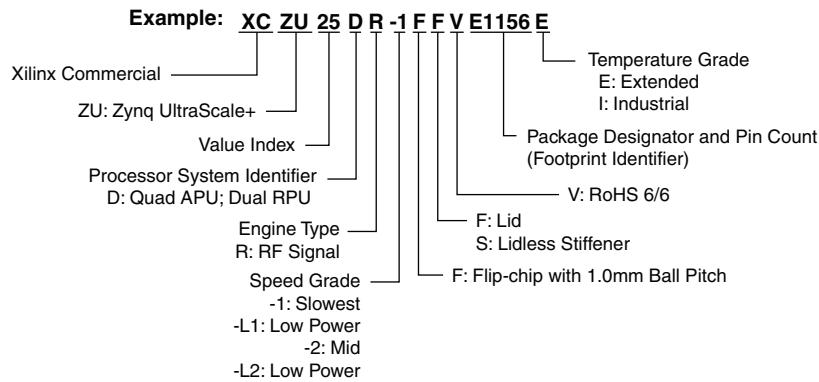 Example: XC ZU 25 D R -1 F F V E1156 E
Xilinx Commercial
ZU: Zynq UltraScale+
Value Index
Processor System Identifier
D: Quad APU; Dual RPU
Engine Type
R: RF Signal
Speed Grade
-1: Slowest
-L1: Low Power
-2: Mid
-L2: Low Power
Temperature Grade
E: Extended
I: Industrial
Package Designator and Pin Count
(Footprint Identifier)
V: RoHS 6/6
F: Lid
S: Lidless Stiffener
F: Flip-chip with 1.0mm Ball Pitch